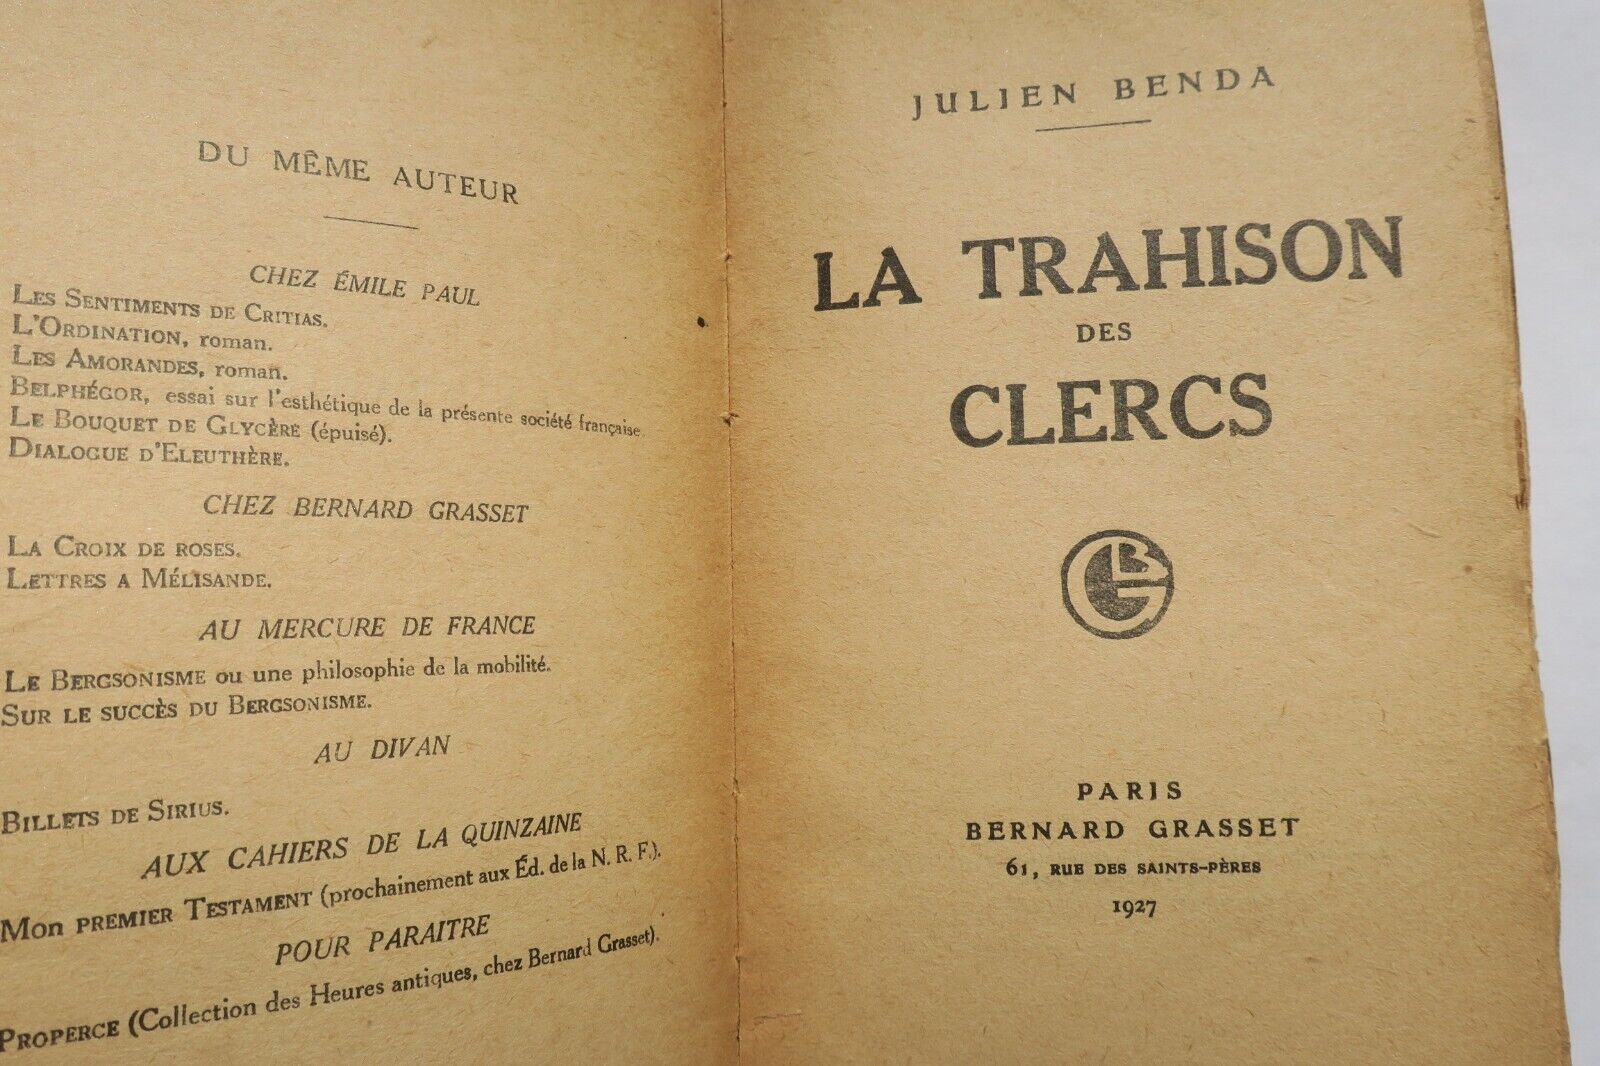 DU MÊME AUTEUR
CHEZ ÉMILE PAUL
LES SENTIMENTS DE CRITIAS.
L'ORDINATION, roman.
LES AMORANDES, roman.
BELPHÉGOR, essai sur l'esthétique de la présente société française.
LE BOUQUET DE GLYCÈRE (épuisé).
DIALOGUE D'ELEUTHÈRE.
CHEZ BERNARD GRASSET
LA CROIX DE ROSES.
LETTRES A MÉLISANDE.
AU MERCURE DE FRANCE
LE BERGSONISME ou une philosophie de la mobilité.
SUR LE SUCCÈS DU BERGSONISME.
AU DIVAN
BILLETS DE SIRIUS.
AUX CAHIERS DE LA QUINZAINE
MON PREMIER TESTAMENT (prochainement aux Éd. de la N. R. F.).
POUR PARAITRE
PROPERCE (Collection des Heures antiques, chez Bernard Grasset).
JULIEN BENDA
LA TRAHISON
DES
CLERCS
BG
PARIS
BERNARD GRASSET
61, RUE DES SAINTS-PÈRES
1927